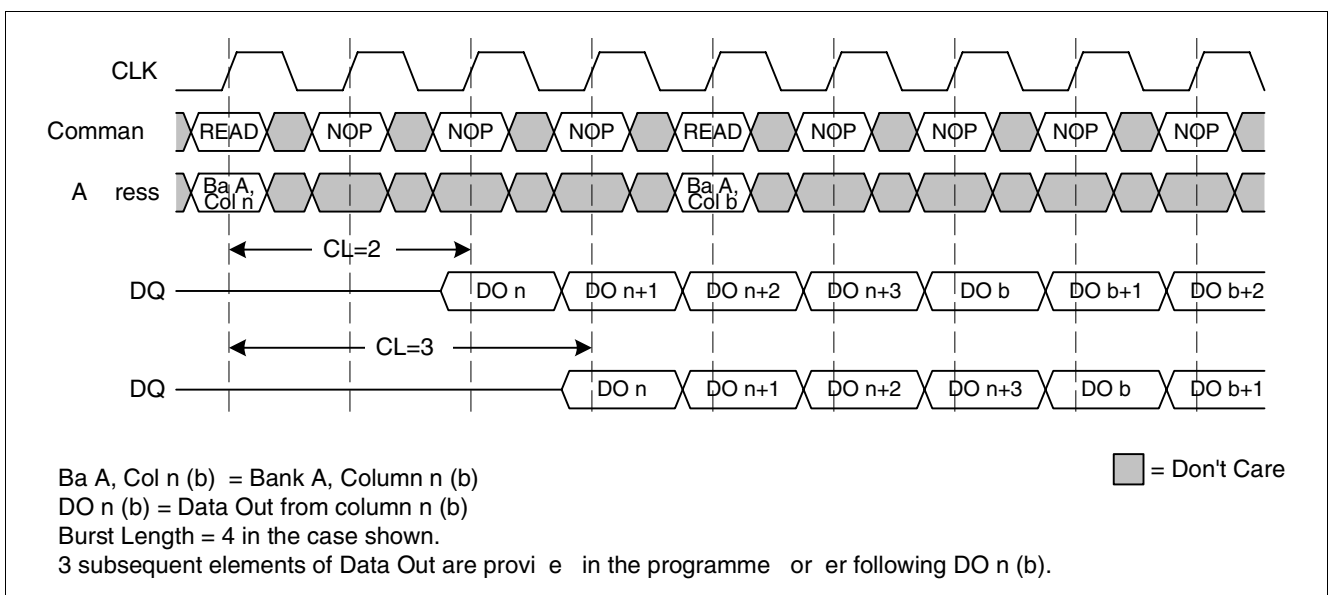 CLK
Comman READ NOP NOP NOP READ NOP NOP NOP NOP
A ress Ba A, Col n Ba A, Col b
CL=2
DQ DO n DO n+1 DO n+2 DO n+3 DO b DO b+1 DO b+2
CL=3
DQ DO n DO n+1 DO n+2 DO n+3 DO b DO b+1
Ba A, Col n (b) = Bank A, Column n (b)
= Don't Care
DO n (b) = Data Out from column n (b)
Burst Length = 4 in the case shown.
3 subsequent elements of Data Out are provi e in the programme or er following DO n (b).